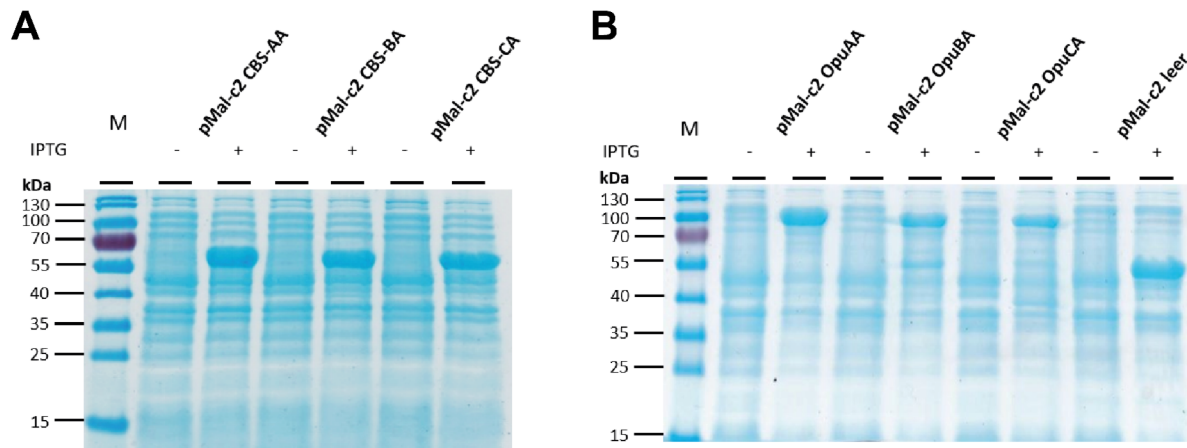 A
pMal-c2 CBS-AA
pMal-c2 CBS-BA
pMal-c2 CBS-CA
M
IPTG - + - + - +
kDa
130
100
70
55
40
35
25
15
B
pMal-c2 OpuAA
pMal-c2 OpuBA
pMal-c2 OpuCA
pMal-c2 leer
M
IPTG - + - + - + - +
kDa
130
100
70
55
40
35
25
15